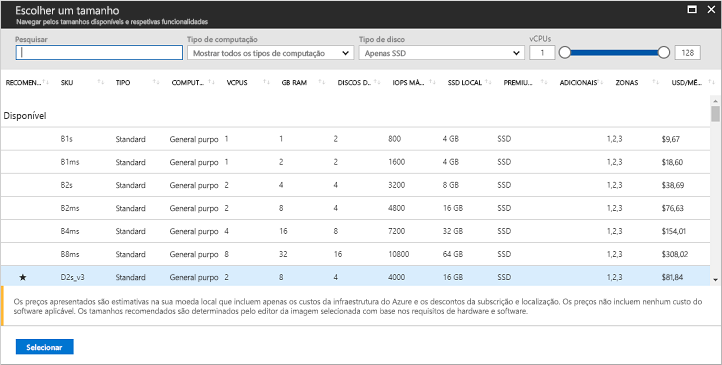 Escolher um tamanho
Navegar pelos tamanhos disponíveis e respetivas funcionalidades
Pesquisar Tipo de computação Tipo de disco vCPUs
Mostrar todos os tipos de computação Apenas SSD 1 128
RECOMEN... SKU TIPO COMPUT... VCPUS GB RAM DISCOS D... IOPS MÁ... SSD LOCAL PREMIU... ADICIONAIS ZONAS USD/MÊ...
Disponível
B1s Standard General purpo 1 1 2 800 4 GB SSD 1,2,3 $9,67
B1ms Standard General purpo 1 2 2 1600 4 GB SSD 1,2,3 $18,60
B2s Standard General purpo 2 4 4 3200 8 GB SSD 1,2,3 $38,69
B2ms Standard General purpo 2 8 4 4800 16 GB SSD 1,2,3 $76,63
B4ms Standard General purpo 4 16 8 7200 32 GB SSD 1,2,3 $154,01
B8ms Standard General purpo 8 32 16 10800 64 GB SSD 1,2,3 $308,02
★ D2s_v3 Standard General purpo 2 8 4 4000 16 GB SSD 1,2,3 $81,84
Os preços apresentados são estimativas na sua moeda local que incluem apenas os custos da infraestrutura do Azure e os descontos da subscrição e localização. Os preços não incluem nenhum custo do
software aplicável. Os tamanhos recomendados são determinados pelo editor da imagem selecionada com base nos requisitos de hardware e software.
Selecionar